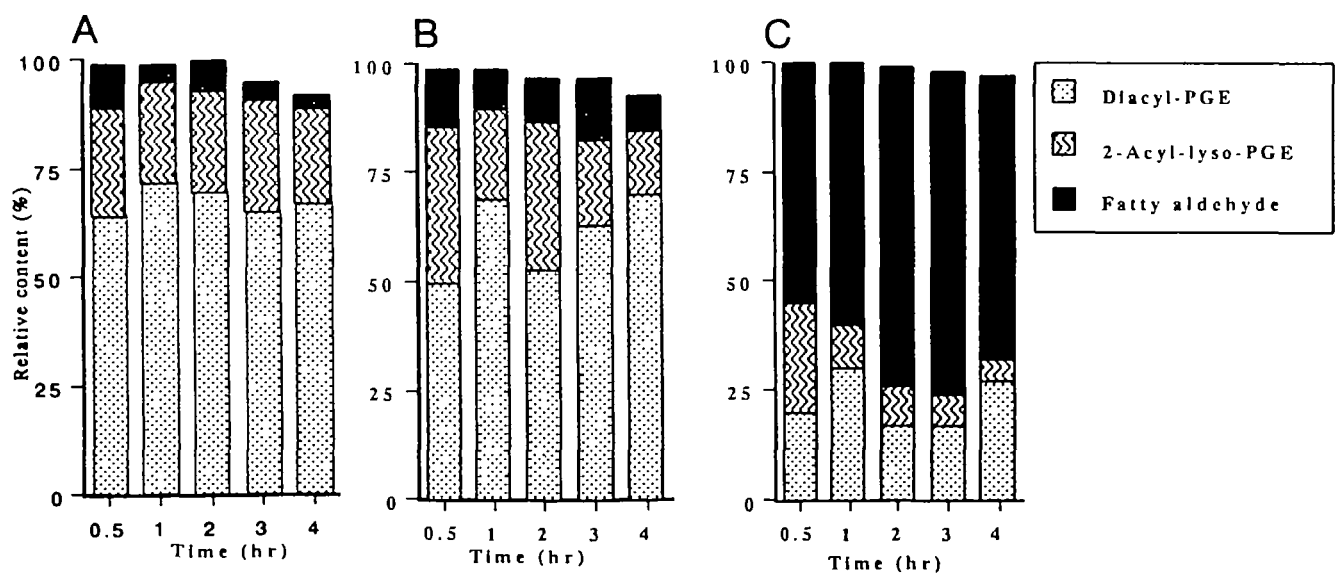 A
B
C
Relative content (%)
100
75
50
25
0
0.5 1 2 3 4
Time (hr)
100
75
50
25
0
0.5 1 2 3 4
Time (hr)
100
75
50
25
0
0.5 1 2 3 4
Time (hr)
Diacyl-PGE
2-Acyl-lyso-PGE
Fatty aldchyde